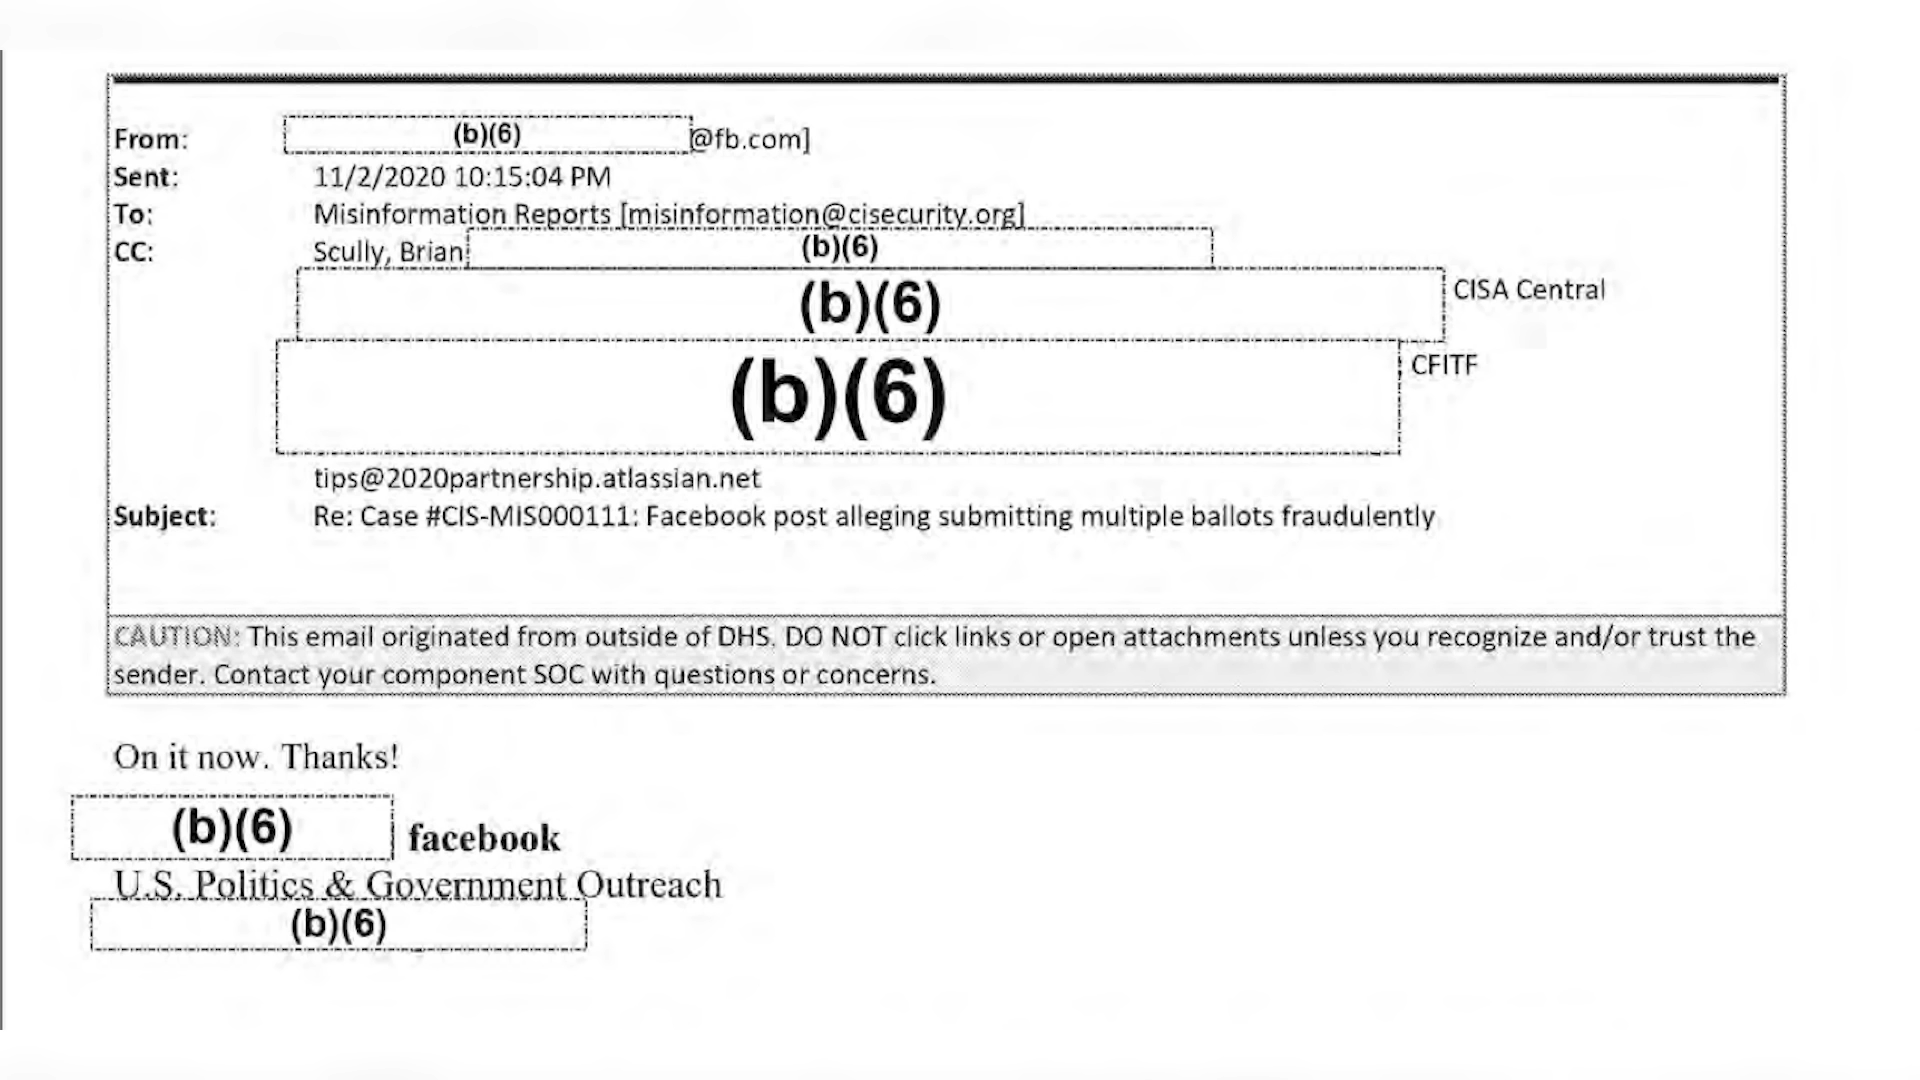 From: (b)(6) @fb.com]
Sent: 11/2/2020 10:15:04 PM
To: Misinformation Reports [misinformation@cisecurity.org]
CC: Scully, Brian (b)(6)
(b)(6) CISA Central
(b)(6) CFITF
tips@2020partnership.atlassian.net
Subject: Re: Case #CIS-MIS000111: Facebook post alleging submitting multiple ballots fraudulently
CAUTION: This email originated from outside of DHS. DO NOT click links or open attachments unless you recognize and/or trust the
sender. Contact your component SOC with questions or concerns.
On it now. Thanks!
(b)(6) facebook
U.S. Politics & Government Outreach
(b)(6)